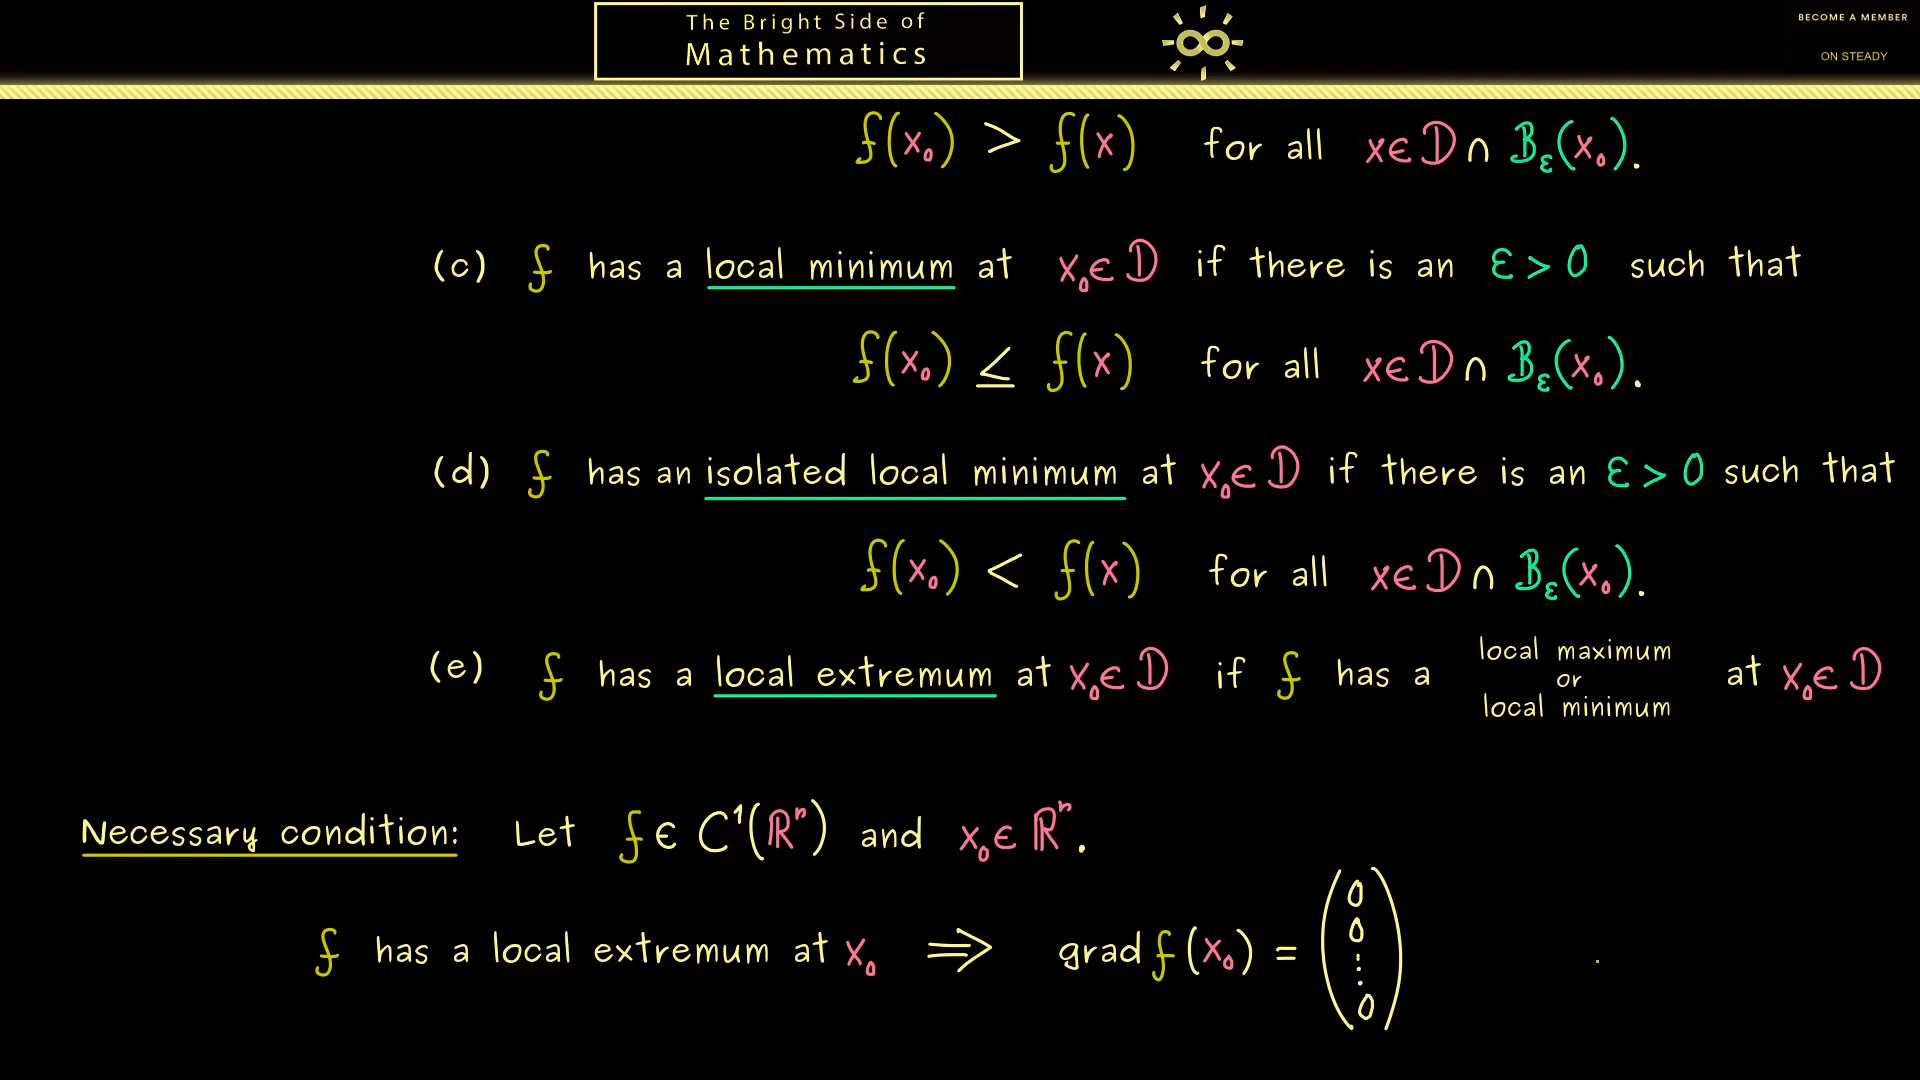 The Bright Side of
Mathematics
BECOME A MEMBER
ON STEADY
f(x₀) > f(x) for all x∈D∩B_ε(x₀).
(c) f has a local minimum at x₀∈D if there is an ε>0 such that
f(x₀) ≤ f(x) for all x∈D∩B_ε(x₀).
(d) f has an isolated local minimum at x₀∈D if there is an ε>0 such that
f(x₀) < f(x) for all x∈D∩B_ε(x₀).
(e) f has a local extremum at x₀∈D if f has a local maximum or local minimum at x₀∈D
Necessary condition: Let f∈C¹(ℝⁿ) and x₀∈ℝⁿ.
f has a local extremum at x₀ ⇒ grad f(x₀) = (0 0 ⋮ 0)